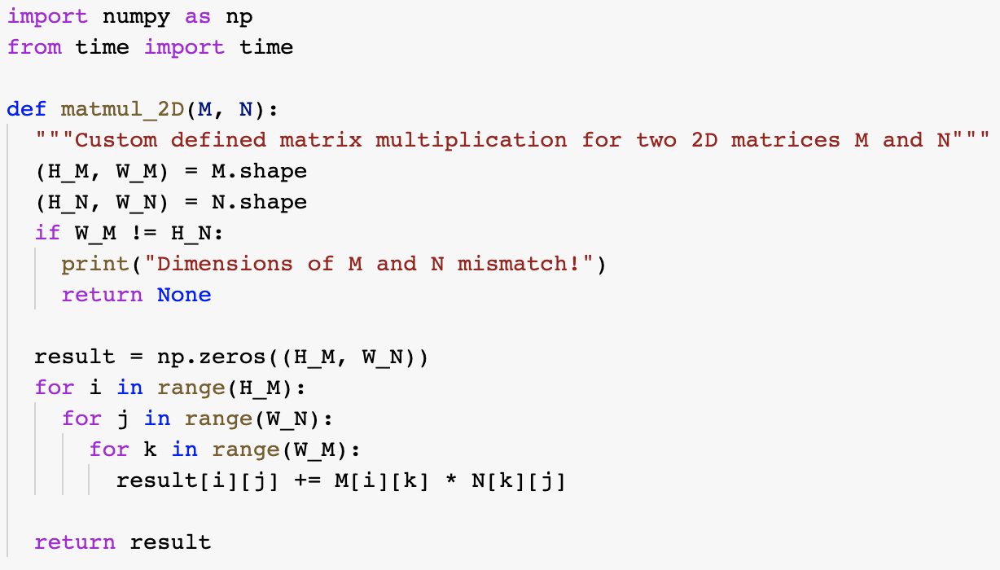 import numpy as np
from time import time

def matmul_2D(M, N):
  """Custom defined matrix multiplication for two 2D matrices M and N"""
  (H_M, W_M) = M.shape
  (H_N, W_N) = N.shape
  if W_M != H_N:
    print("Dimensions of M and N mismatch!")
    return None

  result = np.zeros((H_M, W_N))
  for i in range(H_M):
    for j in range(W_N):
      for k in range(W_M):
        result[i][j] += M[i][k] * N[k][j]

  return result